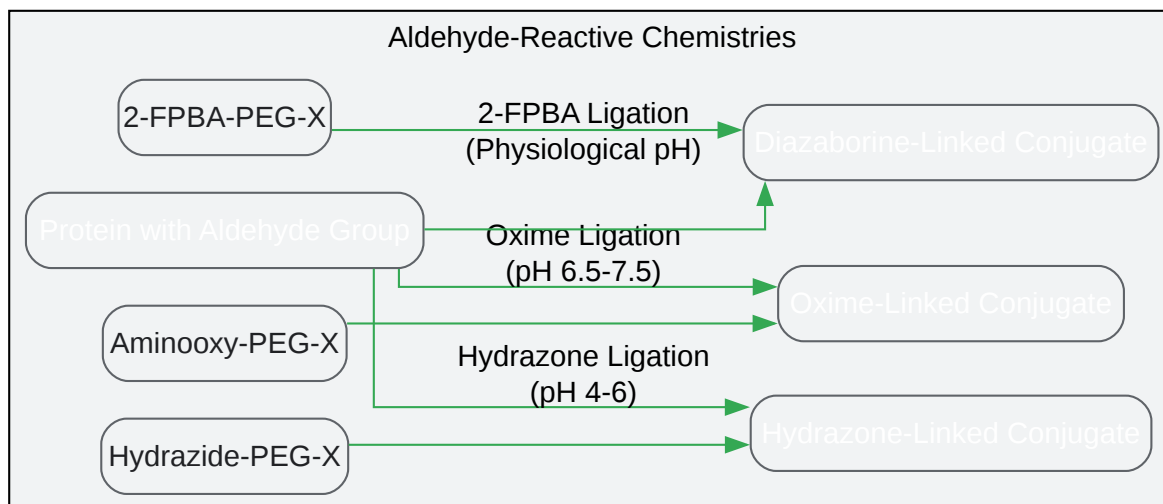 Aldehyde-Reactive Chemistries
2-FPBA-PEG-X
2-FPBA Ligation
(Physiological pH)
Diazaborine-Linked Conjugate
Protein with Aldehyde Group
Oxime Ligation
(pH 6.5-7.5)
Oxime-Linked Conjugate
Aminooxy-PEG-X
Hydrazone Ligation
(pH 4-6)
Hydrazone-Linked Conjugate
Hydrazide-PEG-X